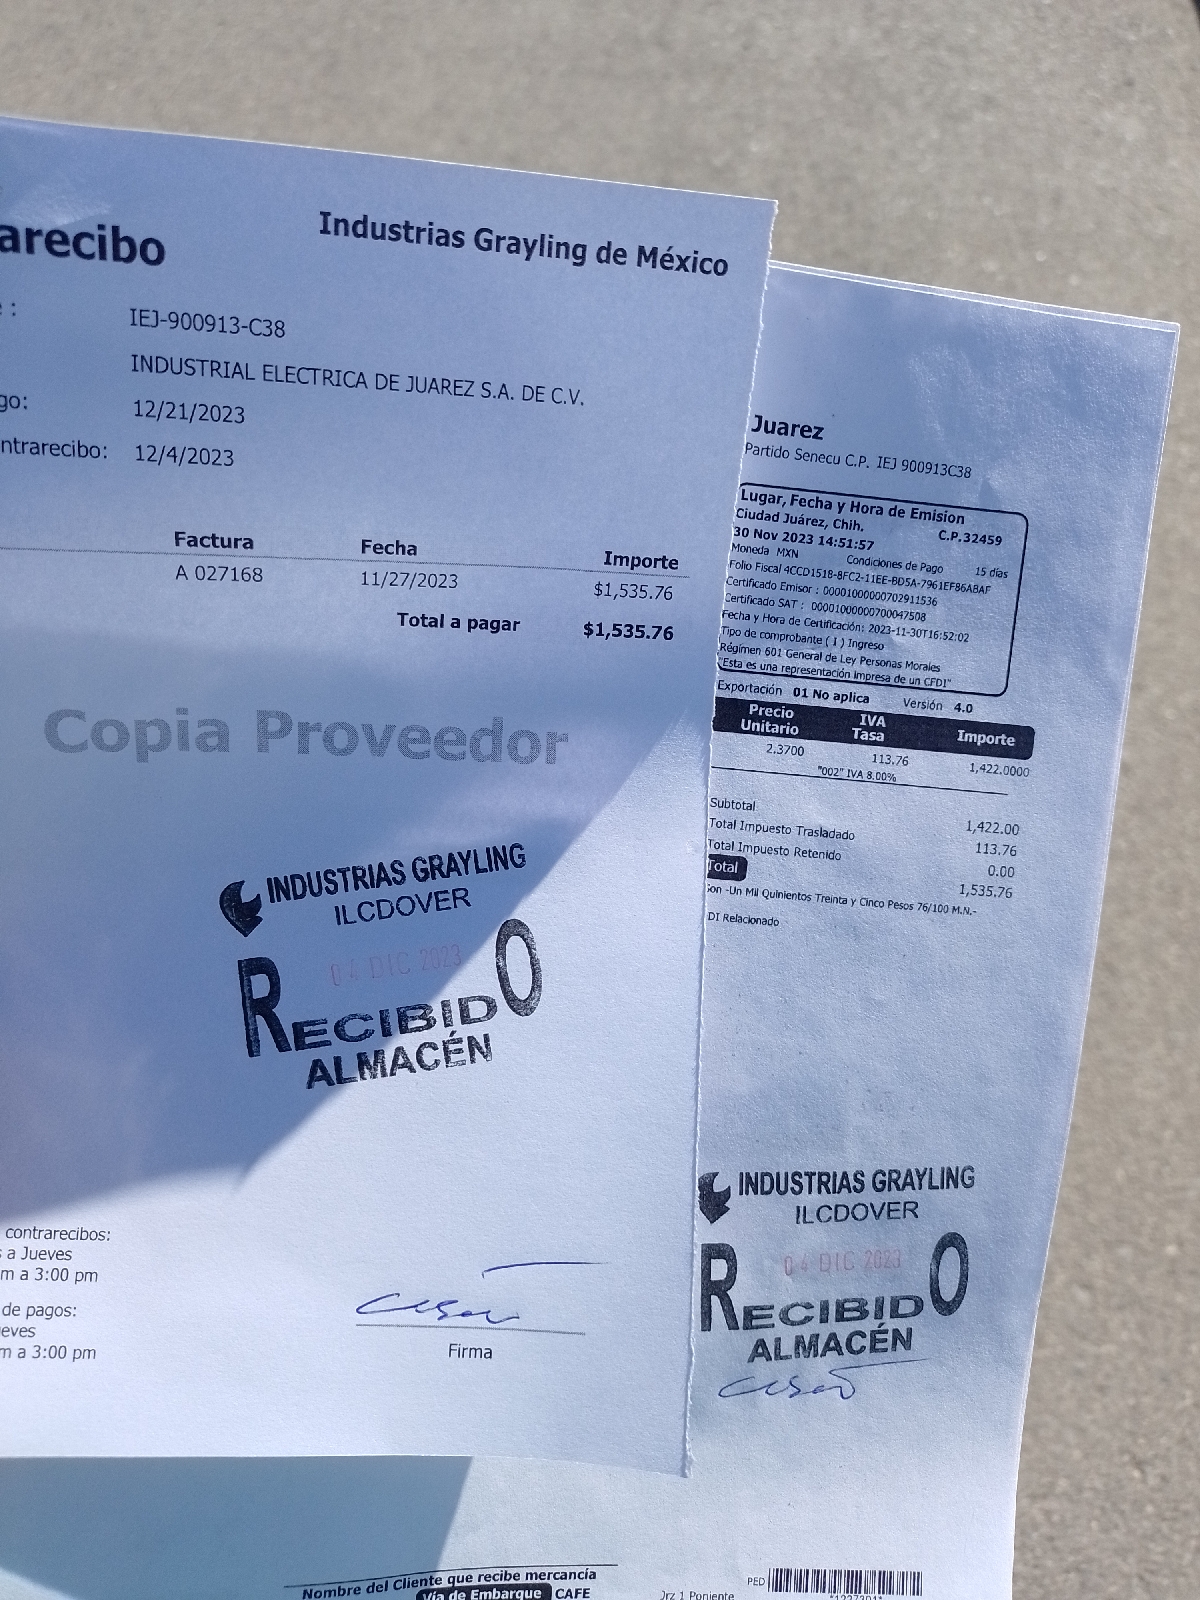 arecibo
Industrias Grayling de México
IEJ-900913-C38
INDUSTRIAL ELECTRICA DE JUAREZ S.A. DE C.V.
go: 12/21/2023
ntrarecibo: 12/4/2023
Factura Fecha Importe
A 027168 11/27/2023 $1,535.76
Total a pagar $1,535.76
Copia Proveedor
INDUSTRIAS GRAYLING
ILCDOVER
04 DIC 2023
RECIBIDO
ALMACÉN
contrarecibos:
a Jueves
m a 3:00 pm
de pagos:
eves
m a 3:00 pm
Firma
Juarez
Partido Senecu C.P. IEJ 900913C38
Lugar, Fecha y Hora de Emision
Ciudad Juárez, Chih. C.P.32459
30 Nov 2023 14:51:57
Moneda MXN Condiciones de Pago 15 días
Folio Fiscal 4CCD1518-8FC2-11EE-BD5A-7961EF86ABAF
Certificado Emisor : 00001000000702911536
Certificado SAT : 00001000000700047508
Fecha y Hora de Certificación: 2023-11-30T16:52:02
Tipo de comprobante ( I ) Ingreso
Régimen 601 General de Ley Personas Morales
"Esta es una representación impresa de un CFDI"
Exportación 01 No aplica Versión 4.0
Precio Unitario IVA Tasa Importe
2.3700 113.76 1,422.0000
"002" IVA 8.00%
Subtotal 1,422.00
Total Impuesto Trasladado 113.76
Total Impuesto Retenido 0.00
Total 1,535.76
on -Un Mil Quinientos Treinta y Cinco Pesos 76/100 M.N.-
DI Relacionado
INDUSTRIAS GRAYLING
ILCDOVER
04 DIC 2023
RECIBIDO
ALMACÉN
Nombre del Cliente que recibe mercancía
Vía de Embarque CAFE
Jrz 1 Poniente
PED